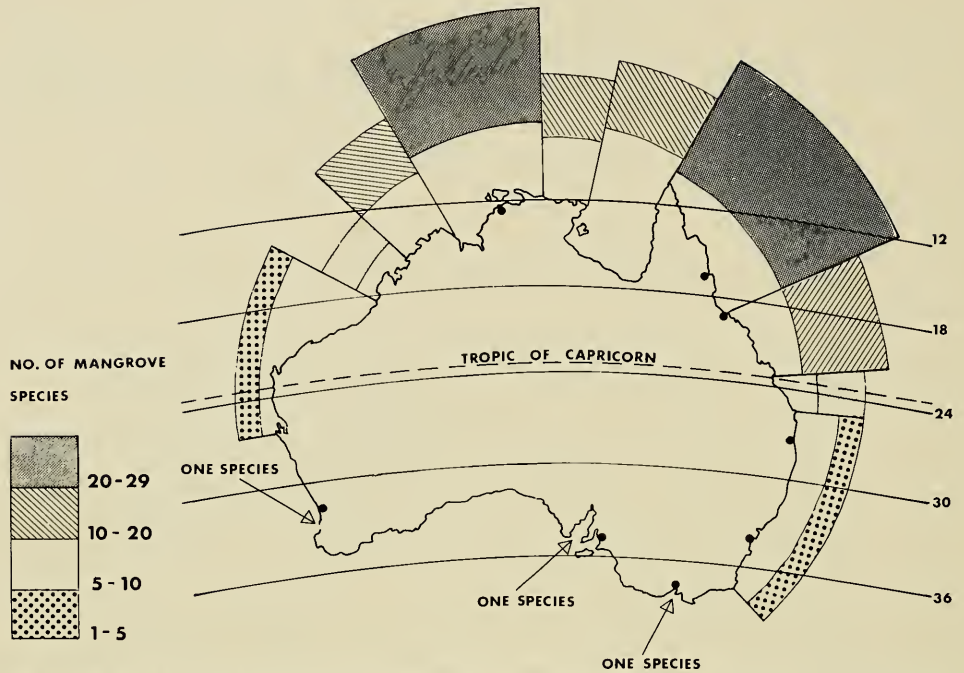 12
18
NO. OF MANGROVE
SPECIES
TROPIC OF CAPRICORN
24
20-29
10-20
5-10
1-5
ONE SPECIES
30
ONE SPECIES
36
ONE SPECIES